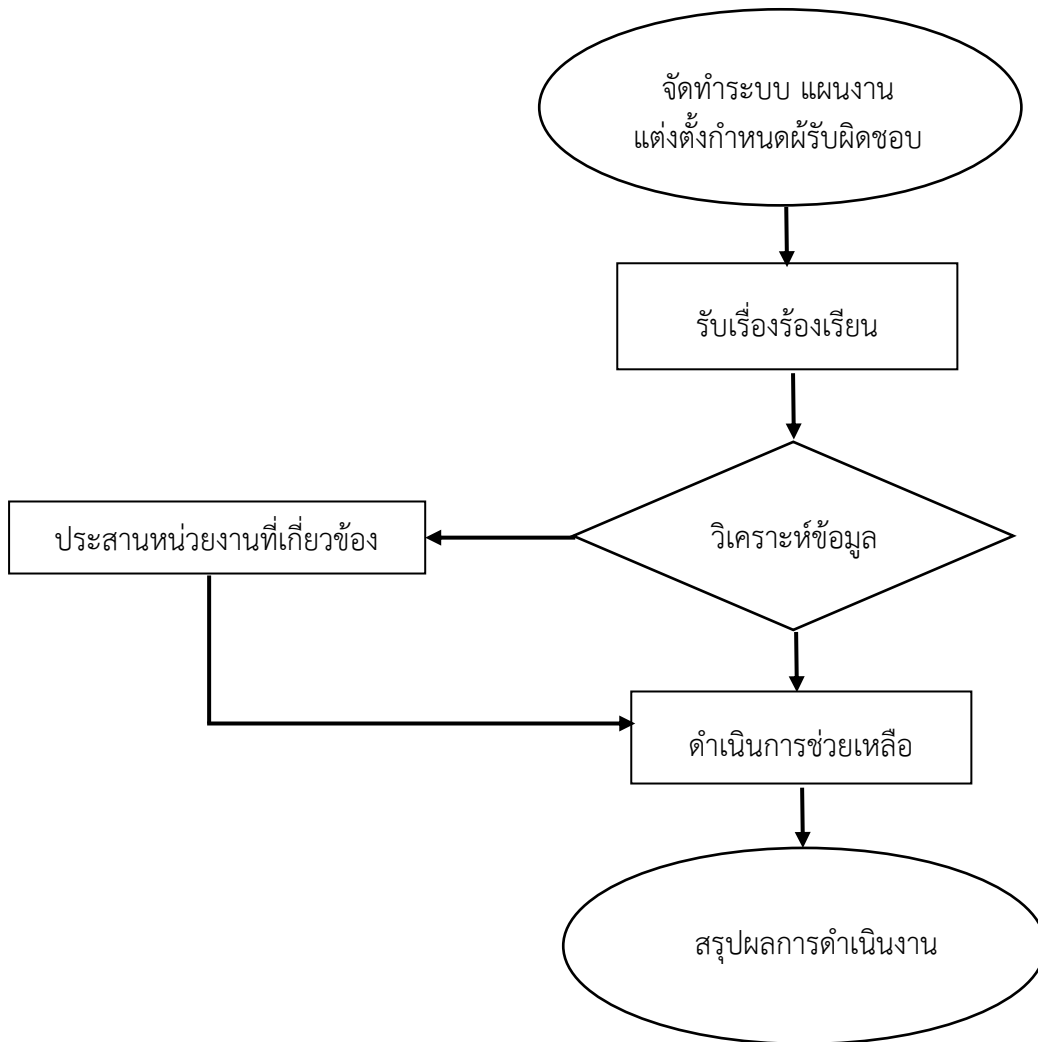 จัดทำระบบ แผนงาน
แต่งตั้งกำหนดผ้รับผิดชอบ
รับเรื่องร้องเรียน
วิเคราะห์ข้อมูล
ประสานหน่วยงานที่เกี่ยวข้อง
ดำเนินการช่วยเหลือ
สรุปผลการดำเนินงาน